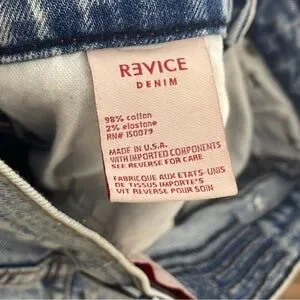 REVICE
DENIM
98% cotton
2% elastane
RN# 150079
MADE IN U.S.A.
WITH IMPORTED COMPONENTS
SEE REVERSE FOR CARE
FABRIQUE AUX ETATS-UNIS
DE TISSUS IMPORTE'S
VIT REVERSE POUR SOIN